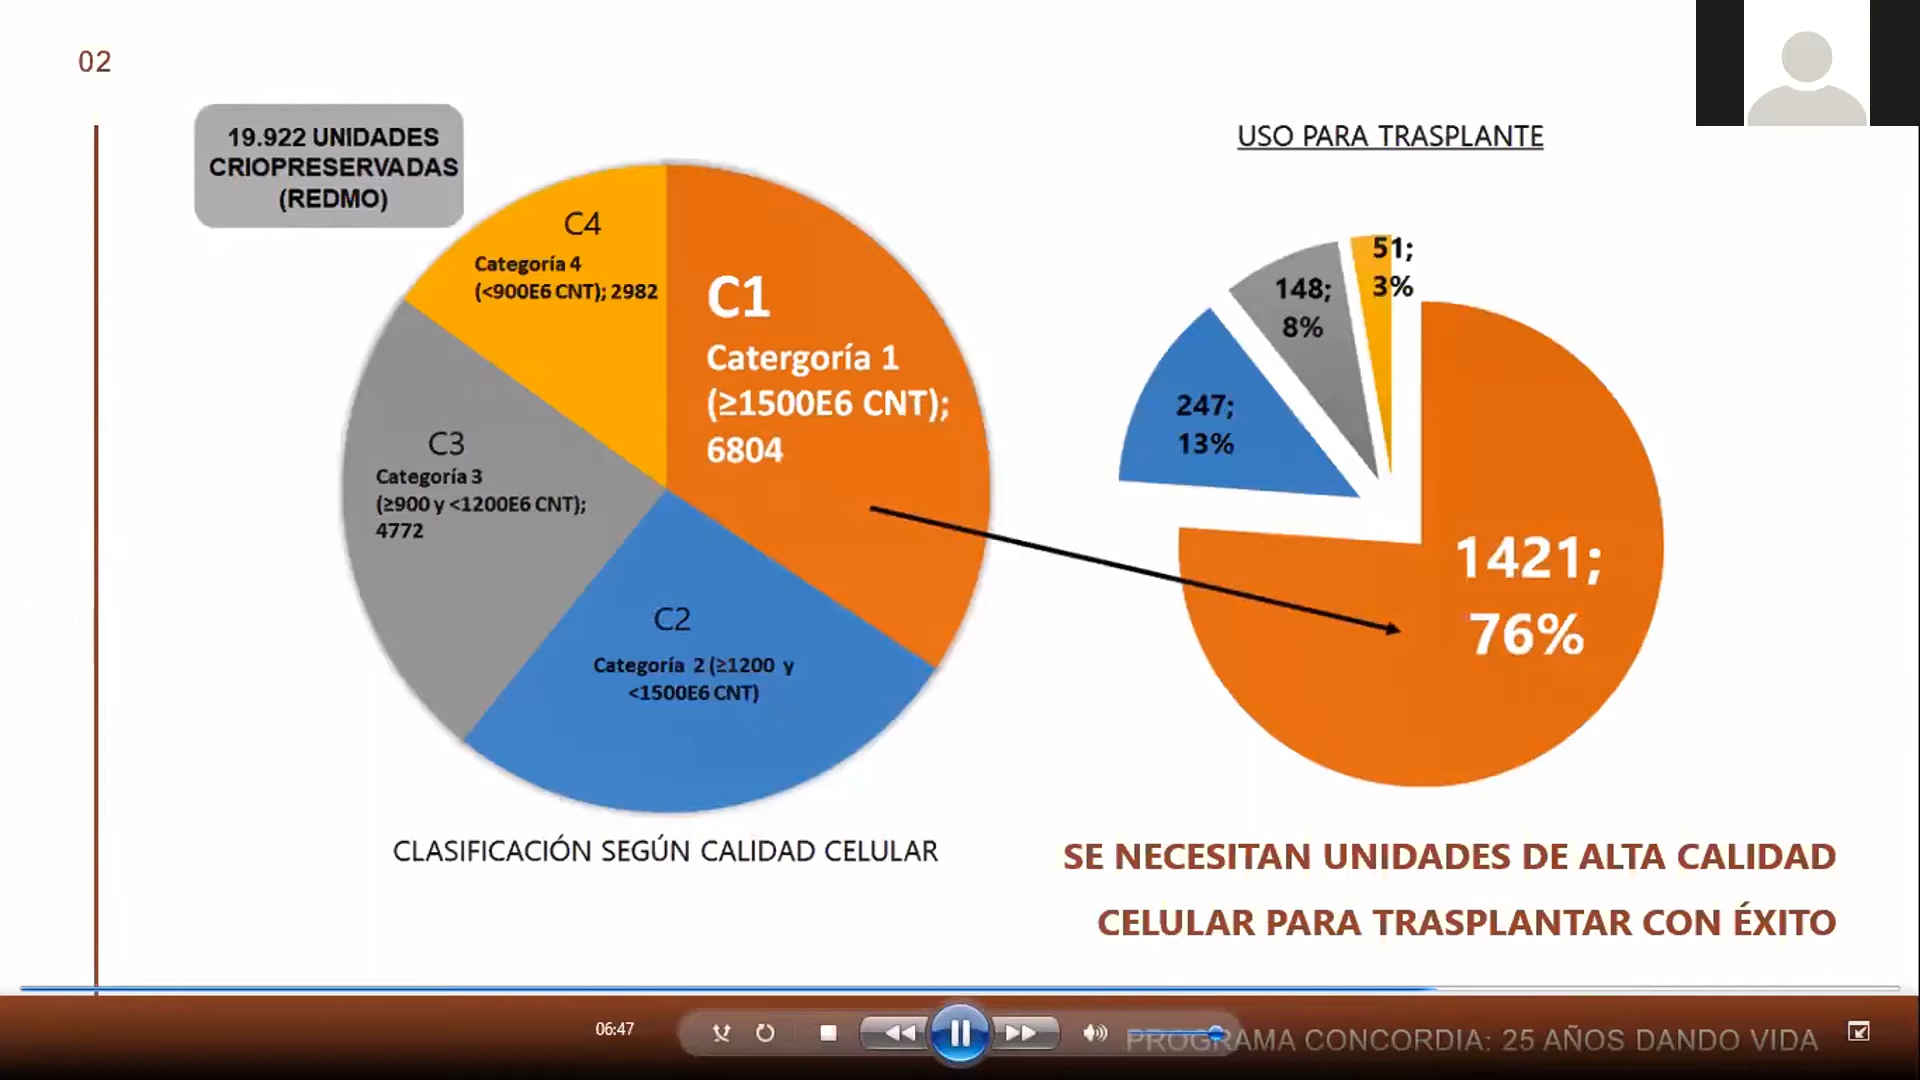 02
19.922 UNIDADES
CRIOPRESERVADAS
(REDMO)
C4
Categoría 4
(<900E6 CNT); 2982
C1
Catergoría 1
(≥1500E6 CNT);
6804
C3
Categoría 3
(≥900 y <1200E6 CNT);
4772
C2
Categoría 2 (≥1200 y
<1500E6 CNT)
CLASIFICACIÓN SEGÚN CALIDAD CELULAR
USO PARA TRASPLANTE
51;
3%
148;
8%
247;
13%
1421;
76%
SE NECESITAN UNIDADES DE ALTA CALIDAD
CELULAR PARA TRASPLANTAR CON ÉXITO
06:47
PROGRAMA CONCORDIA: 25 AÑOS DANDO VIDA